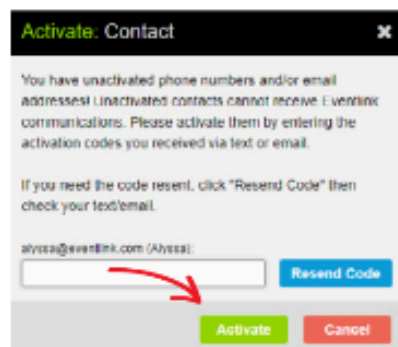 Activate: Contact
You have unactivated phone numbers and/or email
addresses! Unactivated contacts cannot receive Eventlink
communications. Please activate them by entering the
activation codes you received via text or email.
If you need the code resent, click "Resend Code" then
check your text/email.
alyssa@eventlink.com (Alyssa):
Resend Code
Activate
Cancel